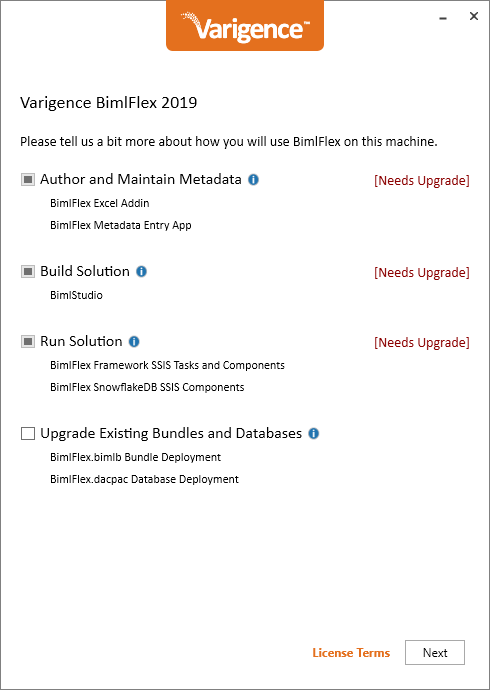 Varigence™
Varigence BimlFlex 2019
Please tell us a bit more about how you will use BimlFlex on this machine.
Author and Maintain Metadata [Needs Upgrade]
BimlFlex Excel Addin
BimlFlex Metadata Entry App
Build Solution [Needs Upgrade]
BimlStudio
Run Solution [Needs Upgrade]
BimlFlex Framework SSIS Tasks and Components
BimlFlex SnowflakeDB SSIS Components
Upgrade Existing Bundles and Databases
BimlFlex.bimlb Bundle Deployment
BimlFlex.dacpac Database Deployment
License Terms Next